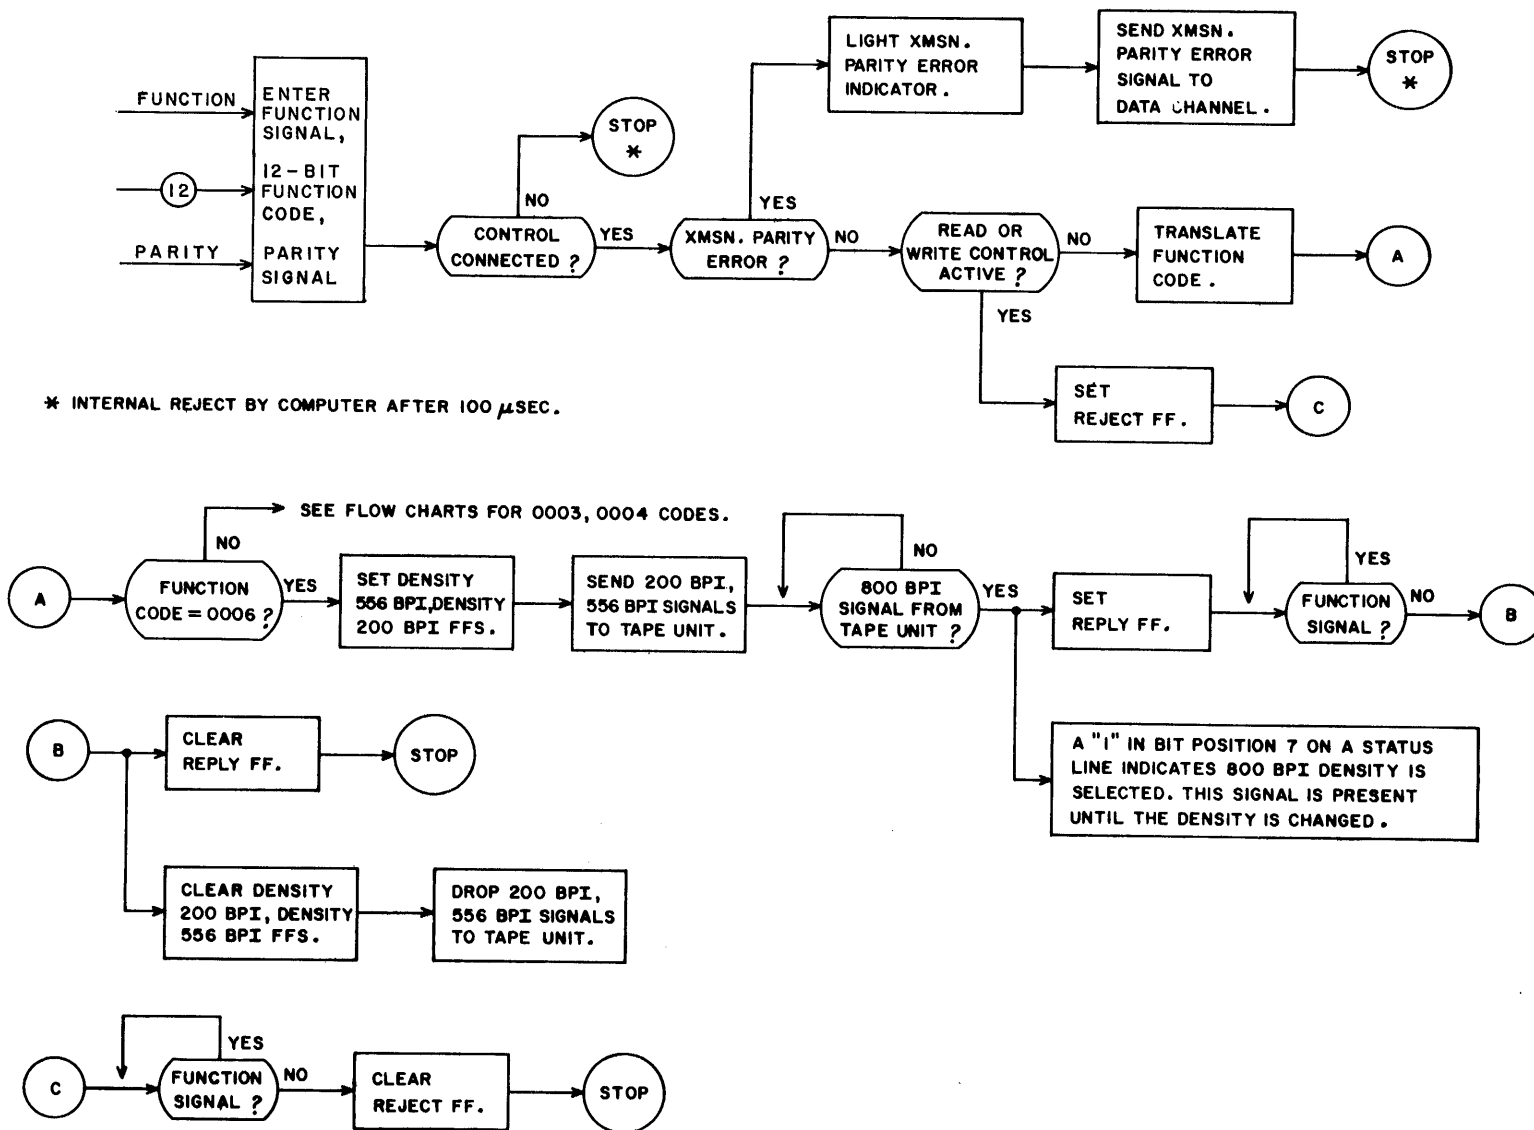 FUNCTION
ENTER
FUNCTION
SIGNAL,
12
12-BIT
FUNCTION
CODE,
PARITY
PARITY
SIGNAL
CONTROL
CONNECTED ?
NO
STOP
*
YES
XMSN. PARITY
ERROR ?
YES
LIGHT XMSN.
PARITY ERROR
INDICATOR.
SEND XMSN.
PARITY ERROR
SIGNAL TO
DATA CHANNEL.
STOP
*
NO
READ OR
WRITE CONTROL
ACTIVE ?
NO
TRANSLATE
FUNCTION
CODE.
A
YES
SET
REJECT FF.
C
* INTERNAL REJECT BY COMPUTER AFTER 100 µSEC.
A
FUNCTION
CODE = 0006 ?
NO
SEE FLOW CHARTS FOR 0003, 0004 CODES.
YES
SET DENSITY
556 BPI, DENSITY
200 BPI FFS.
SEND 200 BPI,
556 BPI SIGNALS
TO TAPE UNIT.
800 BPI
SIGNAL FROM
TAPE UNIT ?
NO
YES
SET
REPLY FF.
FUNCTION
SIGNAL ?
YES
NO
B
A "1" IN BIT POSITION 7 ON A STATUS
LINE INDICATES 800 BPI DENSITY IS
SELECTED. THIS SIGNAL IS PRESENT
UNTIL THE DENSITY IS CHANGED.
B
CLEAR
REPLY FF.
STOP
CLEAR DENSITY
200 BPI, DENSITY
556 BPI FFS.
DROP 200 BPI,
556 BPI SIGNALS
TO TAPE UNIT.
C
FUNCTION
SIGNAL ?
YES
NO
CLEAR
REJECT FF.
STOP